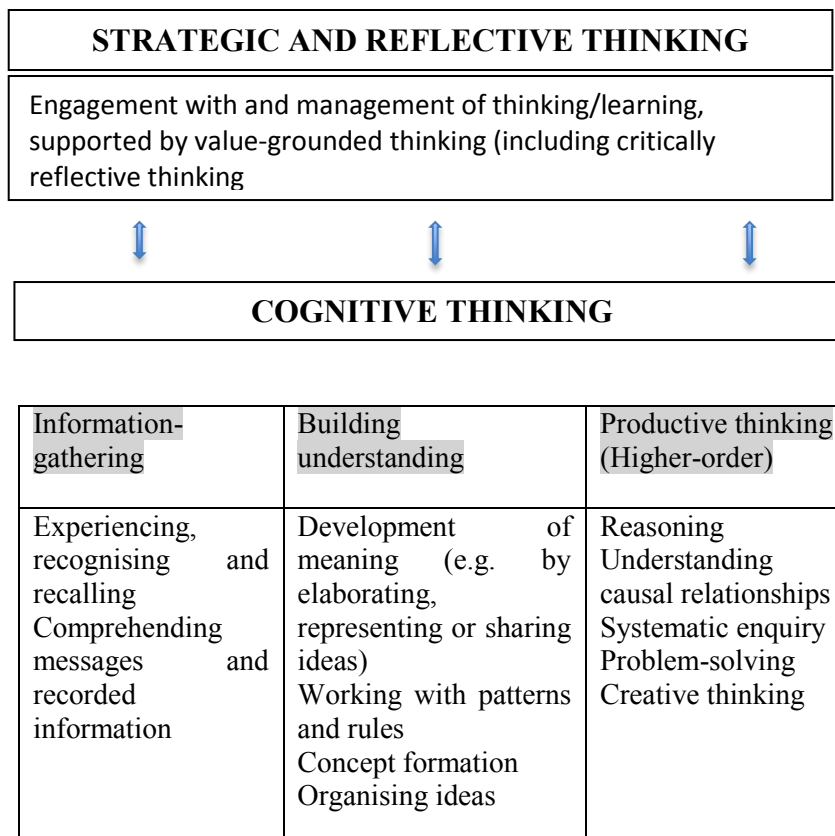 STRATEGIC AND REFLECTIVE THINKING
Engagement with and management of thinking/learning,
supported by value-grounded thinking (including critically
reflective thinking
COGNITIVE THINKING
Information-
gathering
Building
understanding
Productive thinking
(Higher-order)
Experiencing,
recognising and
recalling
Comprehending
messages and
recorded
information
Development of
meaning (e.g. by
elaborating,
representing or sharing
ideas)
Working with patterns
and rules
Concept formation
Organising ideas
Reasoning
Understanding
causal relationships
Systematic enquiry
Problem-solving
Creative thinking